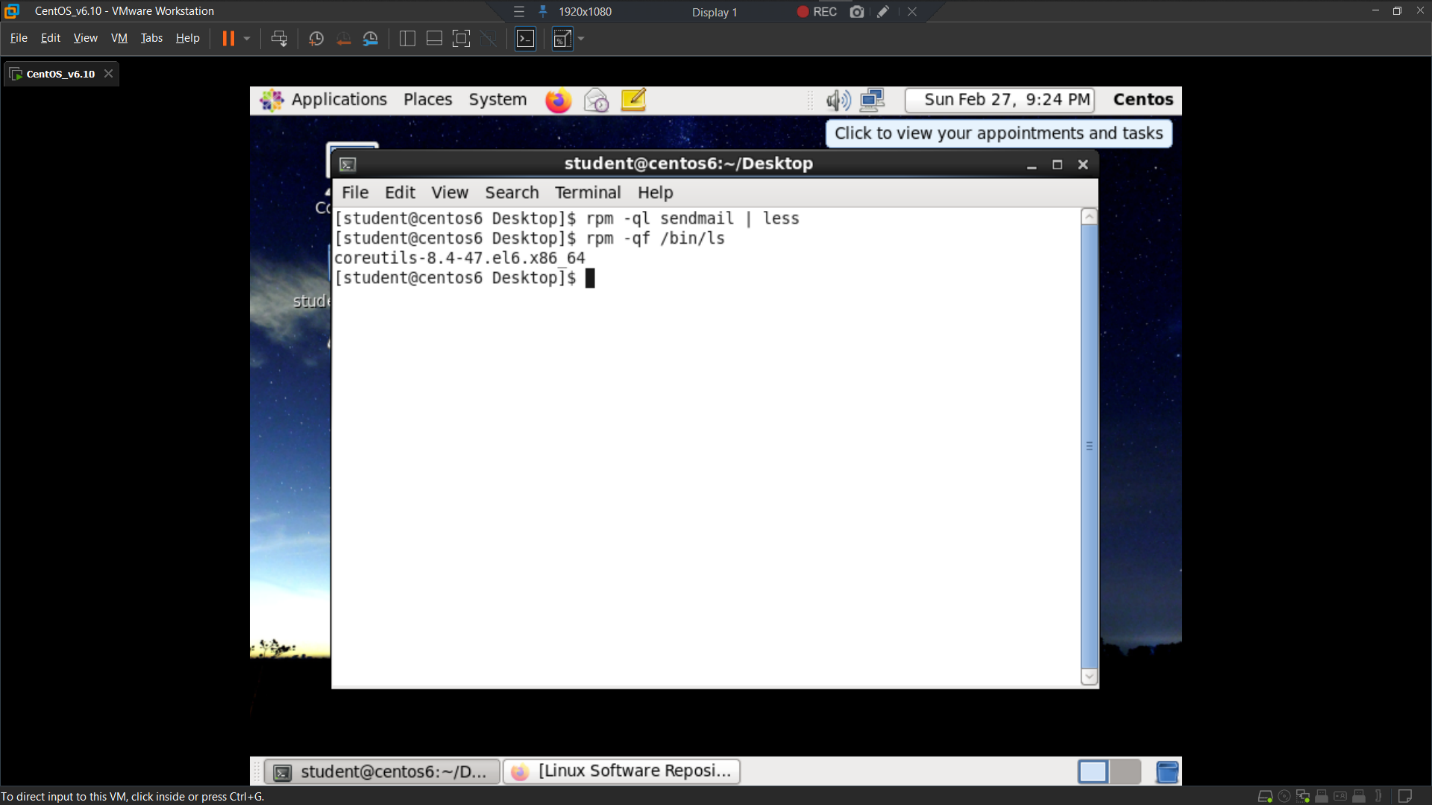 CentOS_v6.10 - VMware Workstation
1920x1080
Display 1
REC
File Edit View VM Tabs Help
CentOS_v6.10
Applications Places System
Sun Feb 27, 9:24 PM
Centos
Click to view your appointments and tasks
student@centos6:~/Desktop
File Edit View Search Terminal Help
[student@centos6 Desktop]$ rpm -ql sendmail | less
[student@centos6 Desktop]$ rpm -qf /bin/ls
coreutils-8.4-47.el6.x86_64
[student@centos6 Desktop]$
student@centos6:~/D...
[Linux Software Reposi...
To direct input to this VM, click inside or press Ctrl+G.